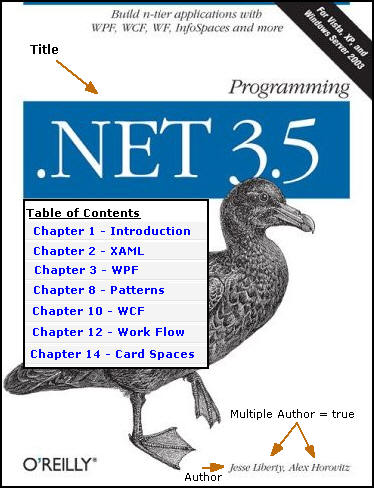 Build n-tier applications with
WPF, WCF, WF, InfoSpaces and more
For Vista, XP, and
Windows Server 2003
Title
Programming
.NET 3.5
Table of Contents
Chapter 1 - Introduction
Chapter 2 - XAML
Chapter 3 - WPF
Chapter 8 - Patterns
Chapter 10 - WCF
Chapter 12 - Work Flow
Chapter 14 - Card Spaces
Multiple Author = true
O'REILLY®
Author
Jesse Liberty, Alex Horovitz